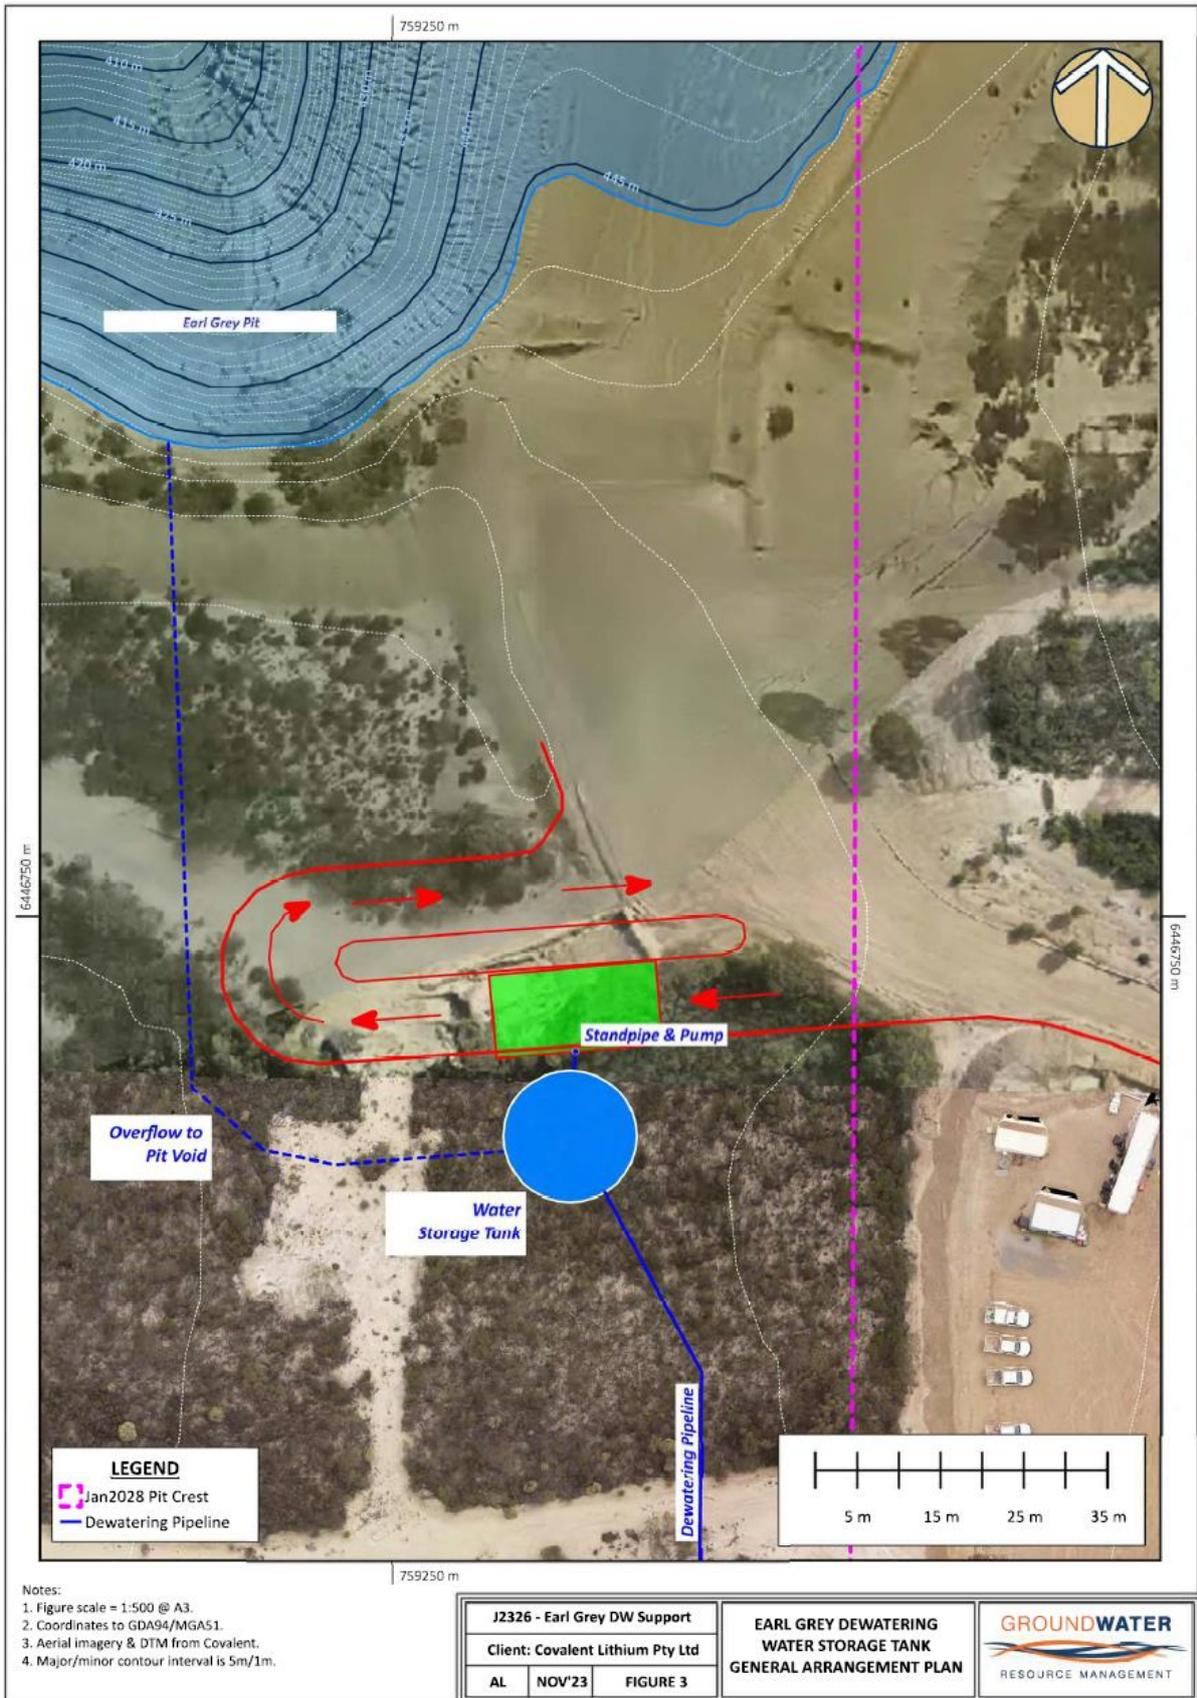 759250 m
410 m
415 m
420 m
425 m
445 m
Earl Grey Pit
6446750 m
6446750 m
Standpipe & Pump
Overflow to
Pit Void
Water
Storage Tank
Dewatering Pipeline
LEGEND
Jan2028 Pit Crest
Dewatering Pipeline
5 m 15 m 25 m 35 m
759250 m
Notes:
1. Figure scale = 1:500 @ A3.
2. Coordinates to GDA94/MGA51.
3. Aerial imagery & DTM from Covalent.
4. Major/minor contour interval is 5m/1m.
J2326 - Earl Grey DW Support
Client: Covalent Lithium Pty Ltd
AL NOV'23 FIGURE 3
EARL GREY DEWATERING
WATER STORAGE TANK
GENERAL ARRANGEMENT PLAN
GROUNDWATER
RESOURCE MANAGEMENT